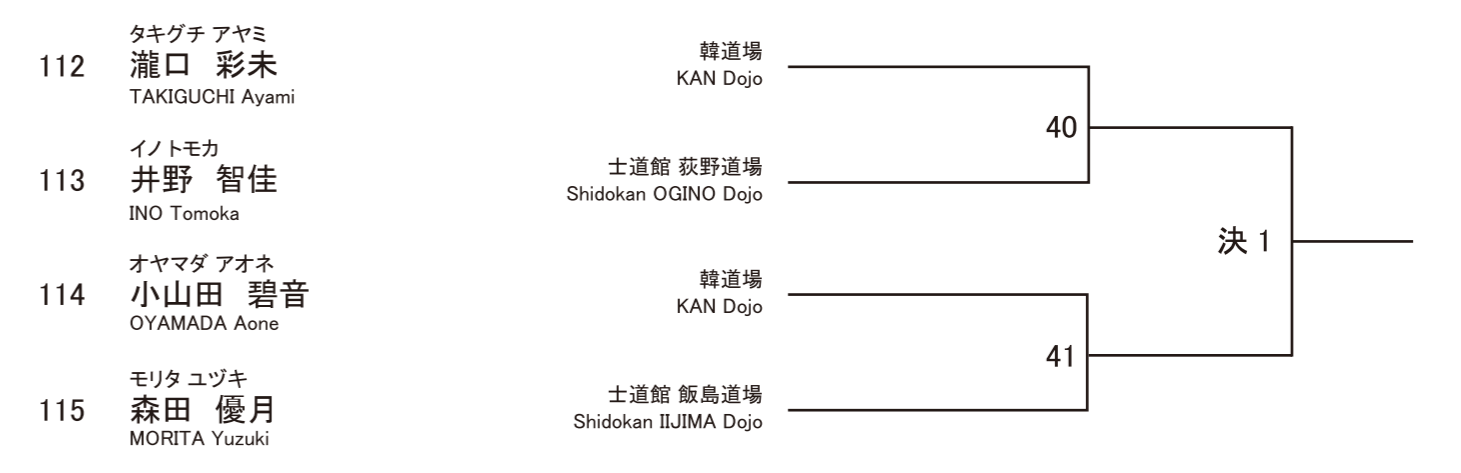 タキグチ アヤミ
112 瀧口 彩未
TAKIGUCHI Ayami
韓道場
KAN Dojo
40
イノ トモカ
113 井野 智佳
INO Tomoka
士道館 荻野道場
Shidokan OGINO Dojo
決 1
オヤマダ アオネ
114 小山田 碧音
OYAMADA Aone
韓道場
KAN Dojo
41
モリタ ユヅキ
115 森田 優月
MORITA Yuzuki
士道館 飯島道場
Shidokan IIJIMA Dojo